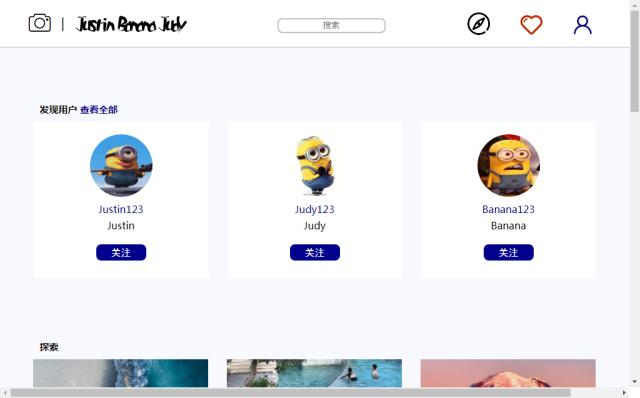 | Justin Banana Judy
搜索
发现用户 查看全部
Justin123
Justin
关注
Judy123
Judy
关注
Banana123
Banana
关注
探索